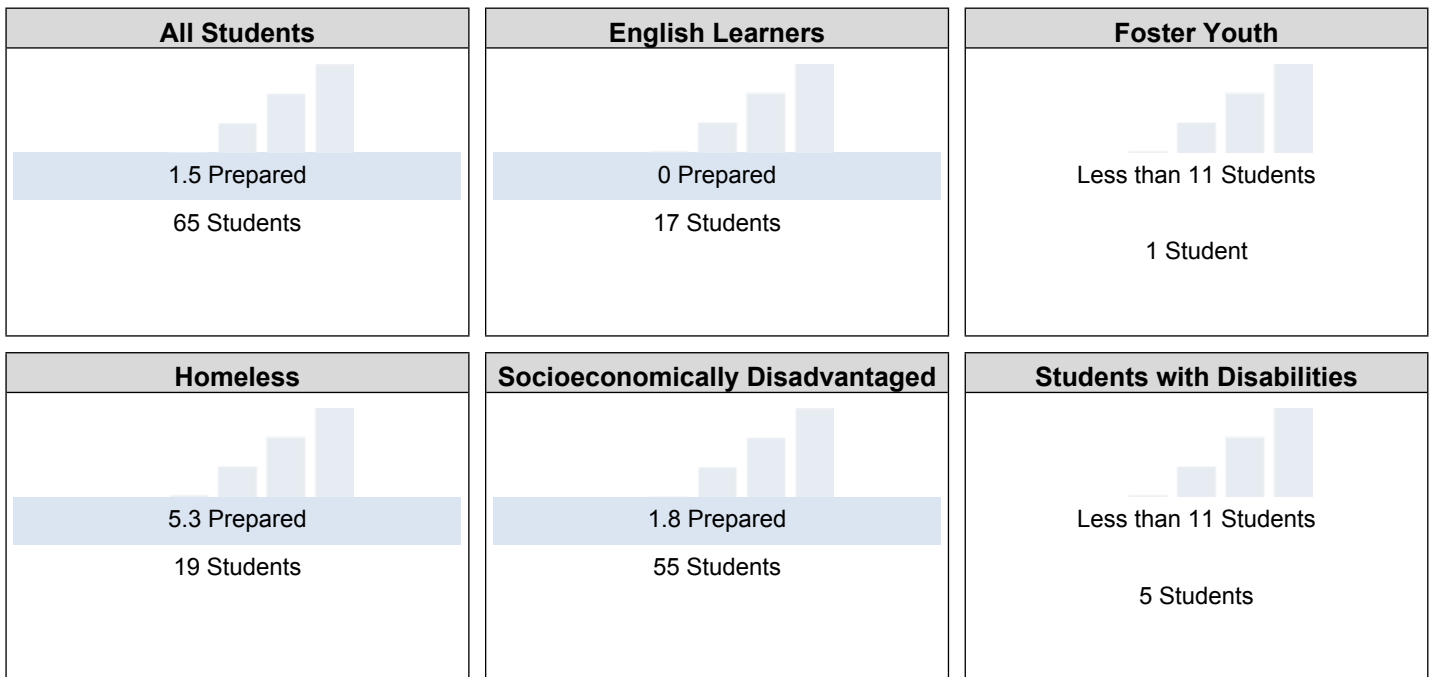 All Students
1.5 Prepared
65 Students
English Learners
0 Prepared
17 Students
Foster Youth
Less than 11 Students
1 Student
Homeless
5.3 Prepared
19 Students
Socioeconomically Disadvantaged
1.8 Prepared
55 Students
Students with Disabilities
Less than 11 Students
5 Students